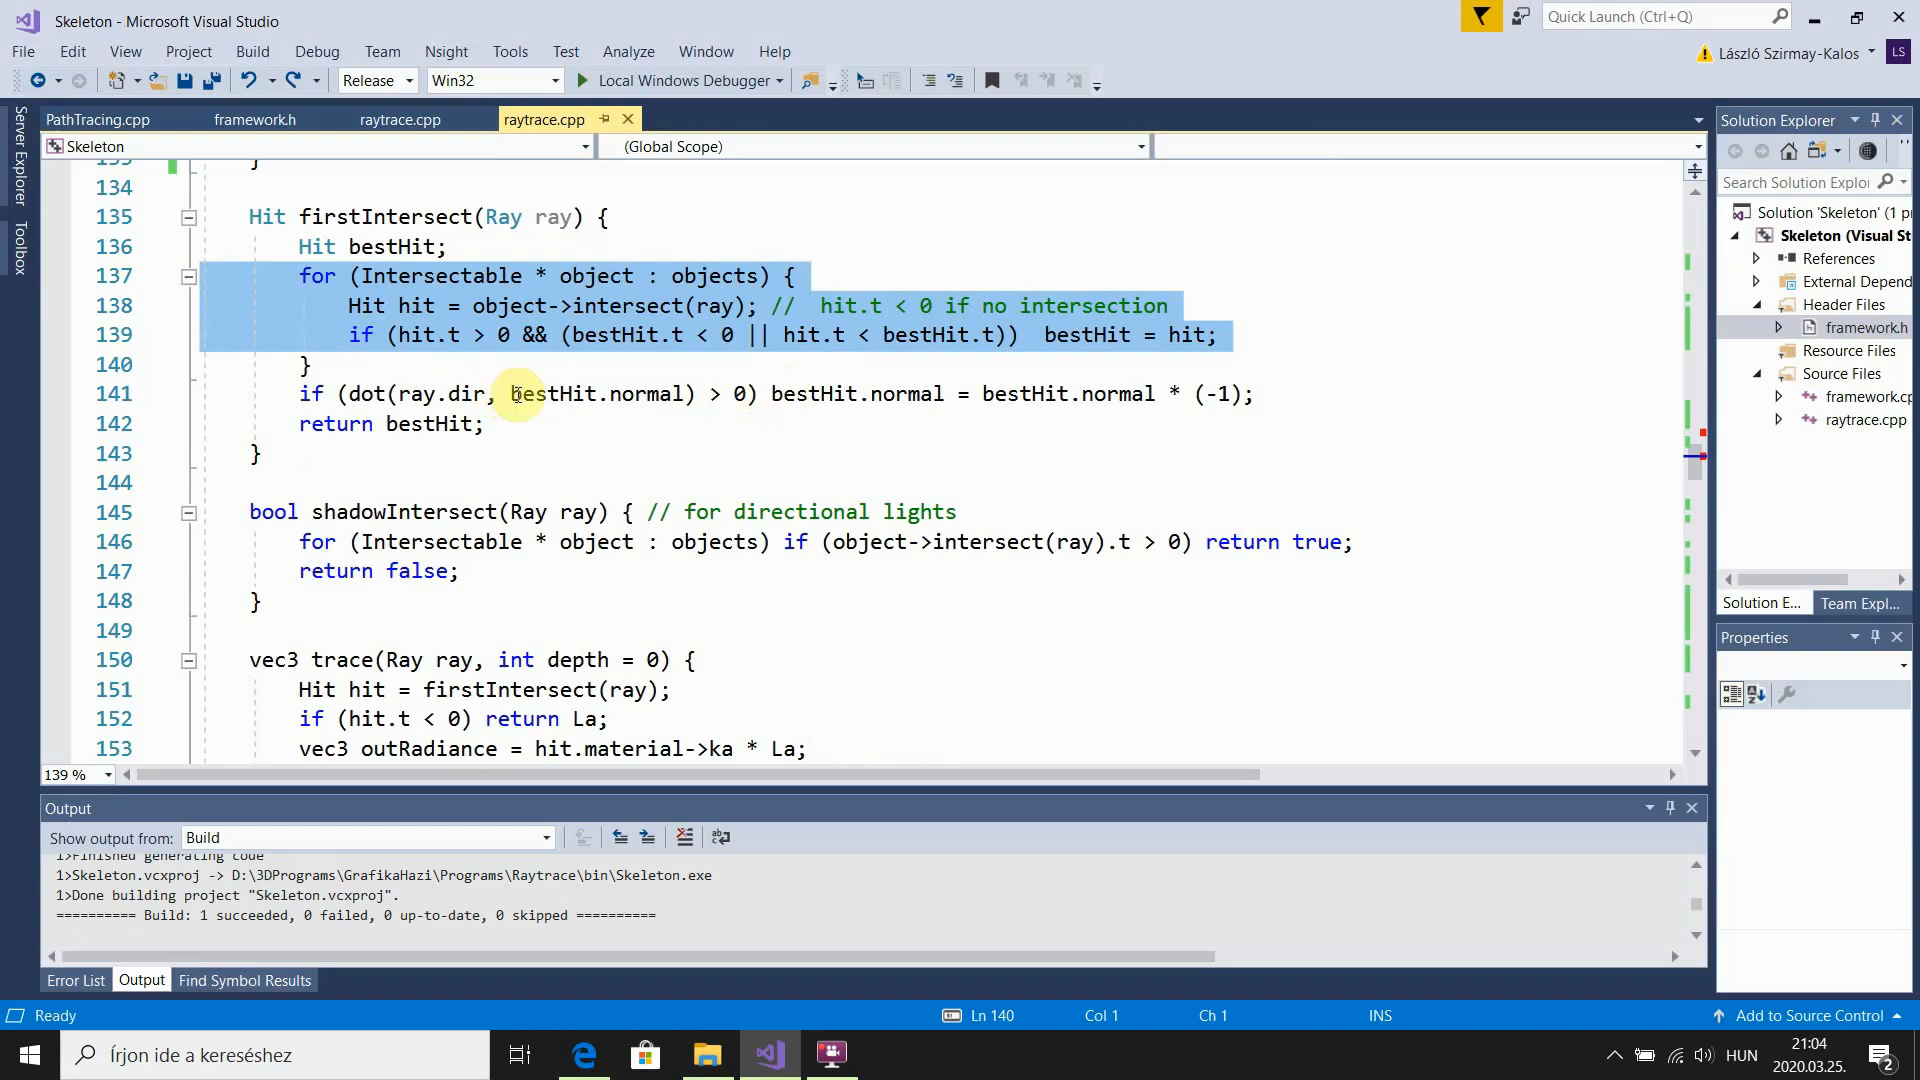 Skeleton - Microsoft Visual Studio
Quick Launch (Ctrl+Q)
File Edit View Project Build Debug Team Nsight Tools Test Analyze Window Help
László Szirmay-Kalos LS
Release Win32 Local Windows Debugger
Server Explorer
Toolbox
PathTracing.cpp framework.h raytrace.cpp raytrace.cpp
Skeleton (Global Scope)
134
135 Hit firstIntersect(Ray ray) {
136 Hit bestHit;
137 for (Intersectable * object : objects) {
138 Hit hit = object->intersect(ray); //  hit.t < 0 if no intersection
139 if (hit.t > 0 && (bestHit.t < 0 || hit.t < bestHit.t))  bestHit = hit;
140 }
141 if (dot(ray.dir, bestHit.normal) > 0) bestHit.normal = bestHit.normal * (-1);
142 return bestHit;
143 }
144
145 bool shadowIntersect(Ray ray) { // for directional lights
146 for (Intersectable * object : objects) if (object->intersect(ray).t > 0) return true;
147 return false;
148 }
149
150 vec3 trace(Ray ray, int depth = 0) {
151 Hit hit = firstIntersect(ray);
152 if (hit.t < 0) return La;
153 vec3 outRadiance = hit.material->ka * La;
139 %
Solution Explorer
Search Solution Explo
Solution 'Skeleton' (1 p
Skeleton (Visual St
References
External Depend
Header Files
framework.h
Resource Files
Source Files
framework.cp
raytrace.cpp
Solution E... Team Expl...
Properties
Output
Show output from: Build
1>Finished generating code
1>Skeleton.vcxproj -> D:\3DPrograms\GrafikaHazi\Programs\Raytrace\bin\Skeleton.exe
1>Done building project "Skeleton.vcxproj".
========== Build: 1 succeeded, 0 failed, 0 up-to-date, 0 skipped ==========
Error List Output Find Symbol Results
Ready Ln 140 Col 1 Ch 1 INS Add to Source Control
Írjon ide a kereséshez
HUN
21:04
2020.03.25.
2